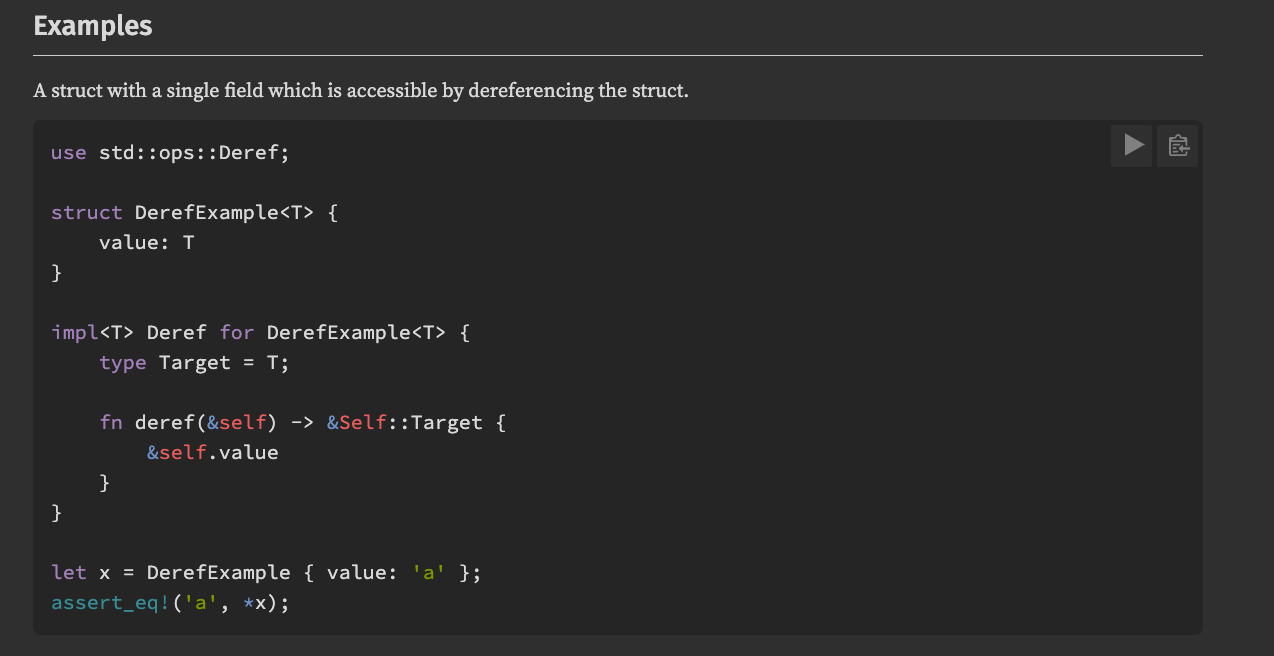 Examples
A struct with a single field which is accessible by dereferencing the struct.
use std::ops::Deref;
struct DerefExample<T> {
    value: T
}
impl<T> Deref for DerefExample<T> {
    type Target = T;
    fn deref(&self) -> &Self::Target {
        &self.value
    }
}
let x = DerefExample { value: 'a' };
assert_eq!('a', *x);